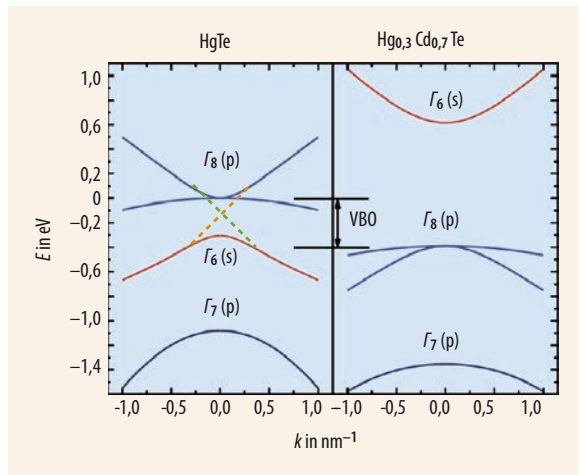 HgTe
Hg0,3 Cd0,7 Te
1,0
0,6
0,2
0
−0,2
−0,6
−1,0
−1,4
E in eV
Γ8 (p)
Γ6 (s)
Γ7 (p)
VBO
Γ6 (s)
Γ8 (p)
Γ7 (p)
-1,0 -0,5 0,0 0,5 1,0 −1,0 -0,5 0,0 0,5 1,0
k in nm−1